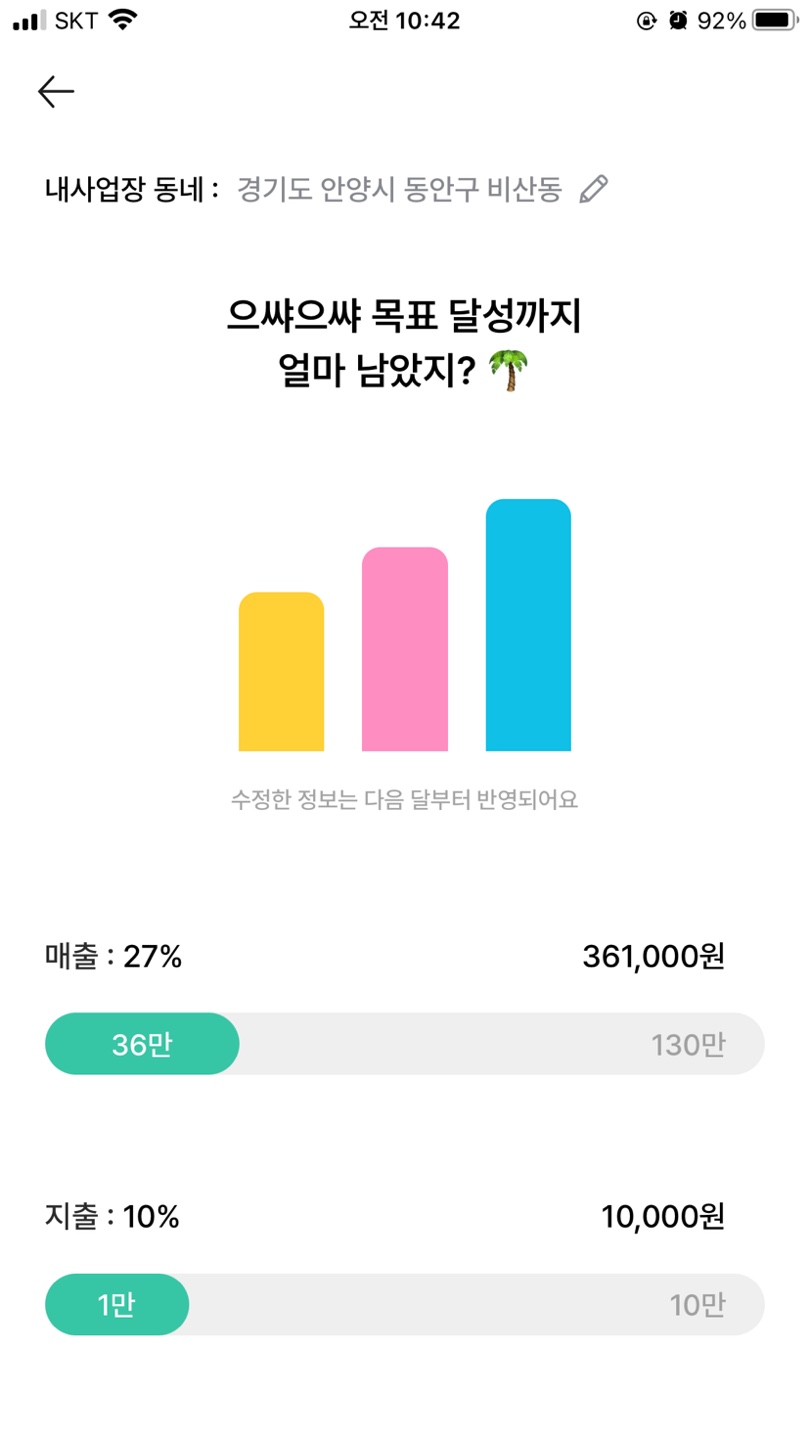 SKT 오전 10:42 92%
내사업장 동네 : 경기도 안양시 동안구 비산동
으쌰으쌰 목표 달성까지
얼마 남았지? 🌴
수정한 정보는 다음 달부터 반영되어요
매출 : 27% 361,000원
36만 130만
지출 : 10% 10,000원
1만 10만